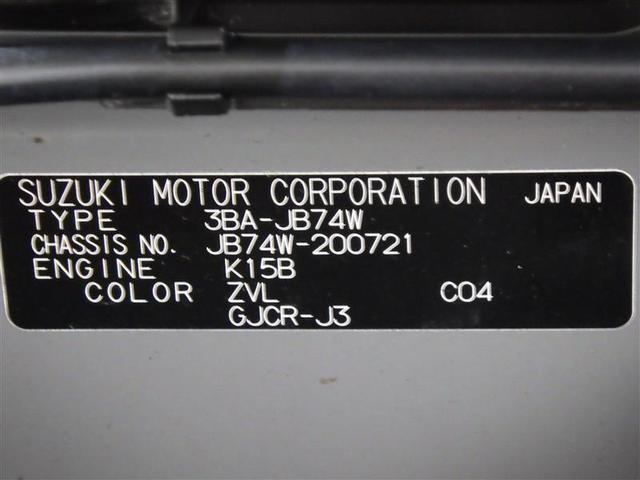 SUZUKI MOTOR CORPORATION JAPAN
TYPE 3BA-JB74W
CHASSIS NO. JB74W-200721
ENGINE K15B
COLOR ZVL C04
GJCR-J3